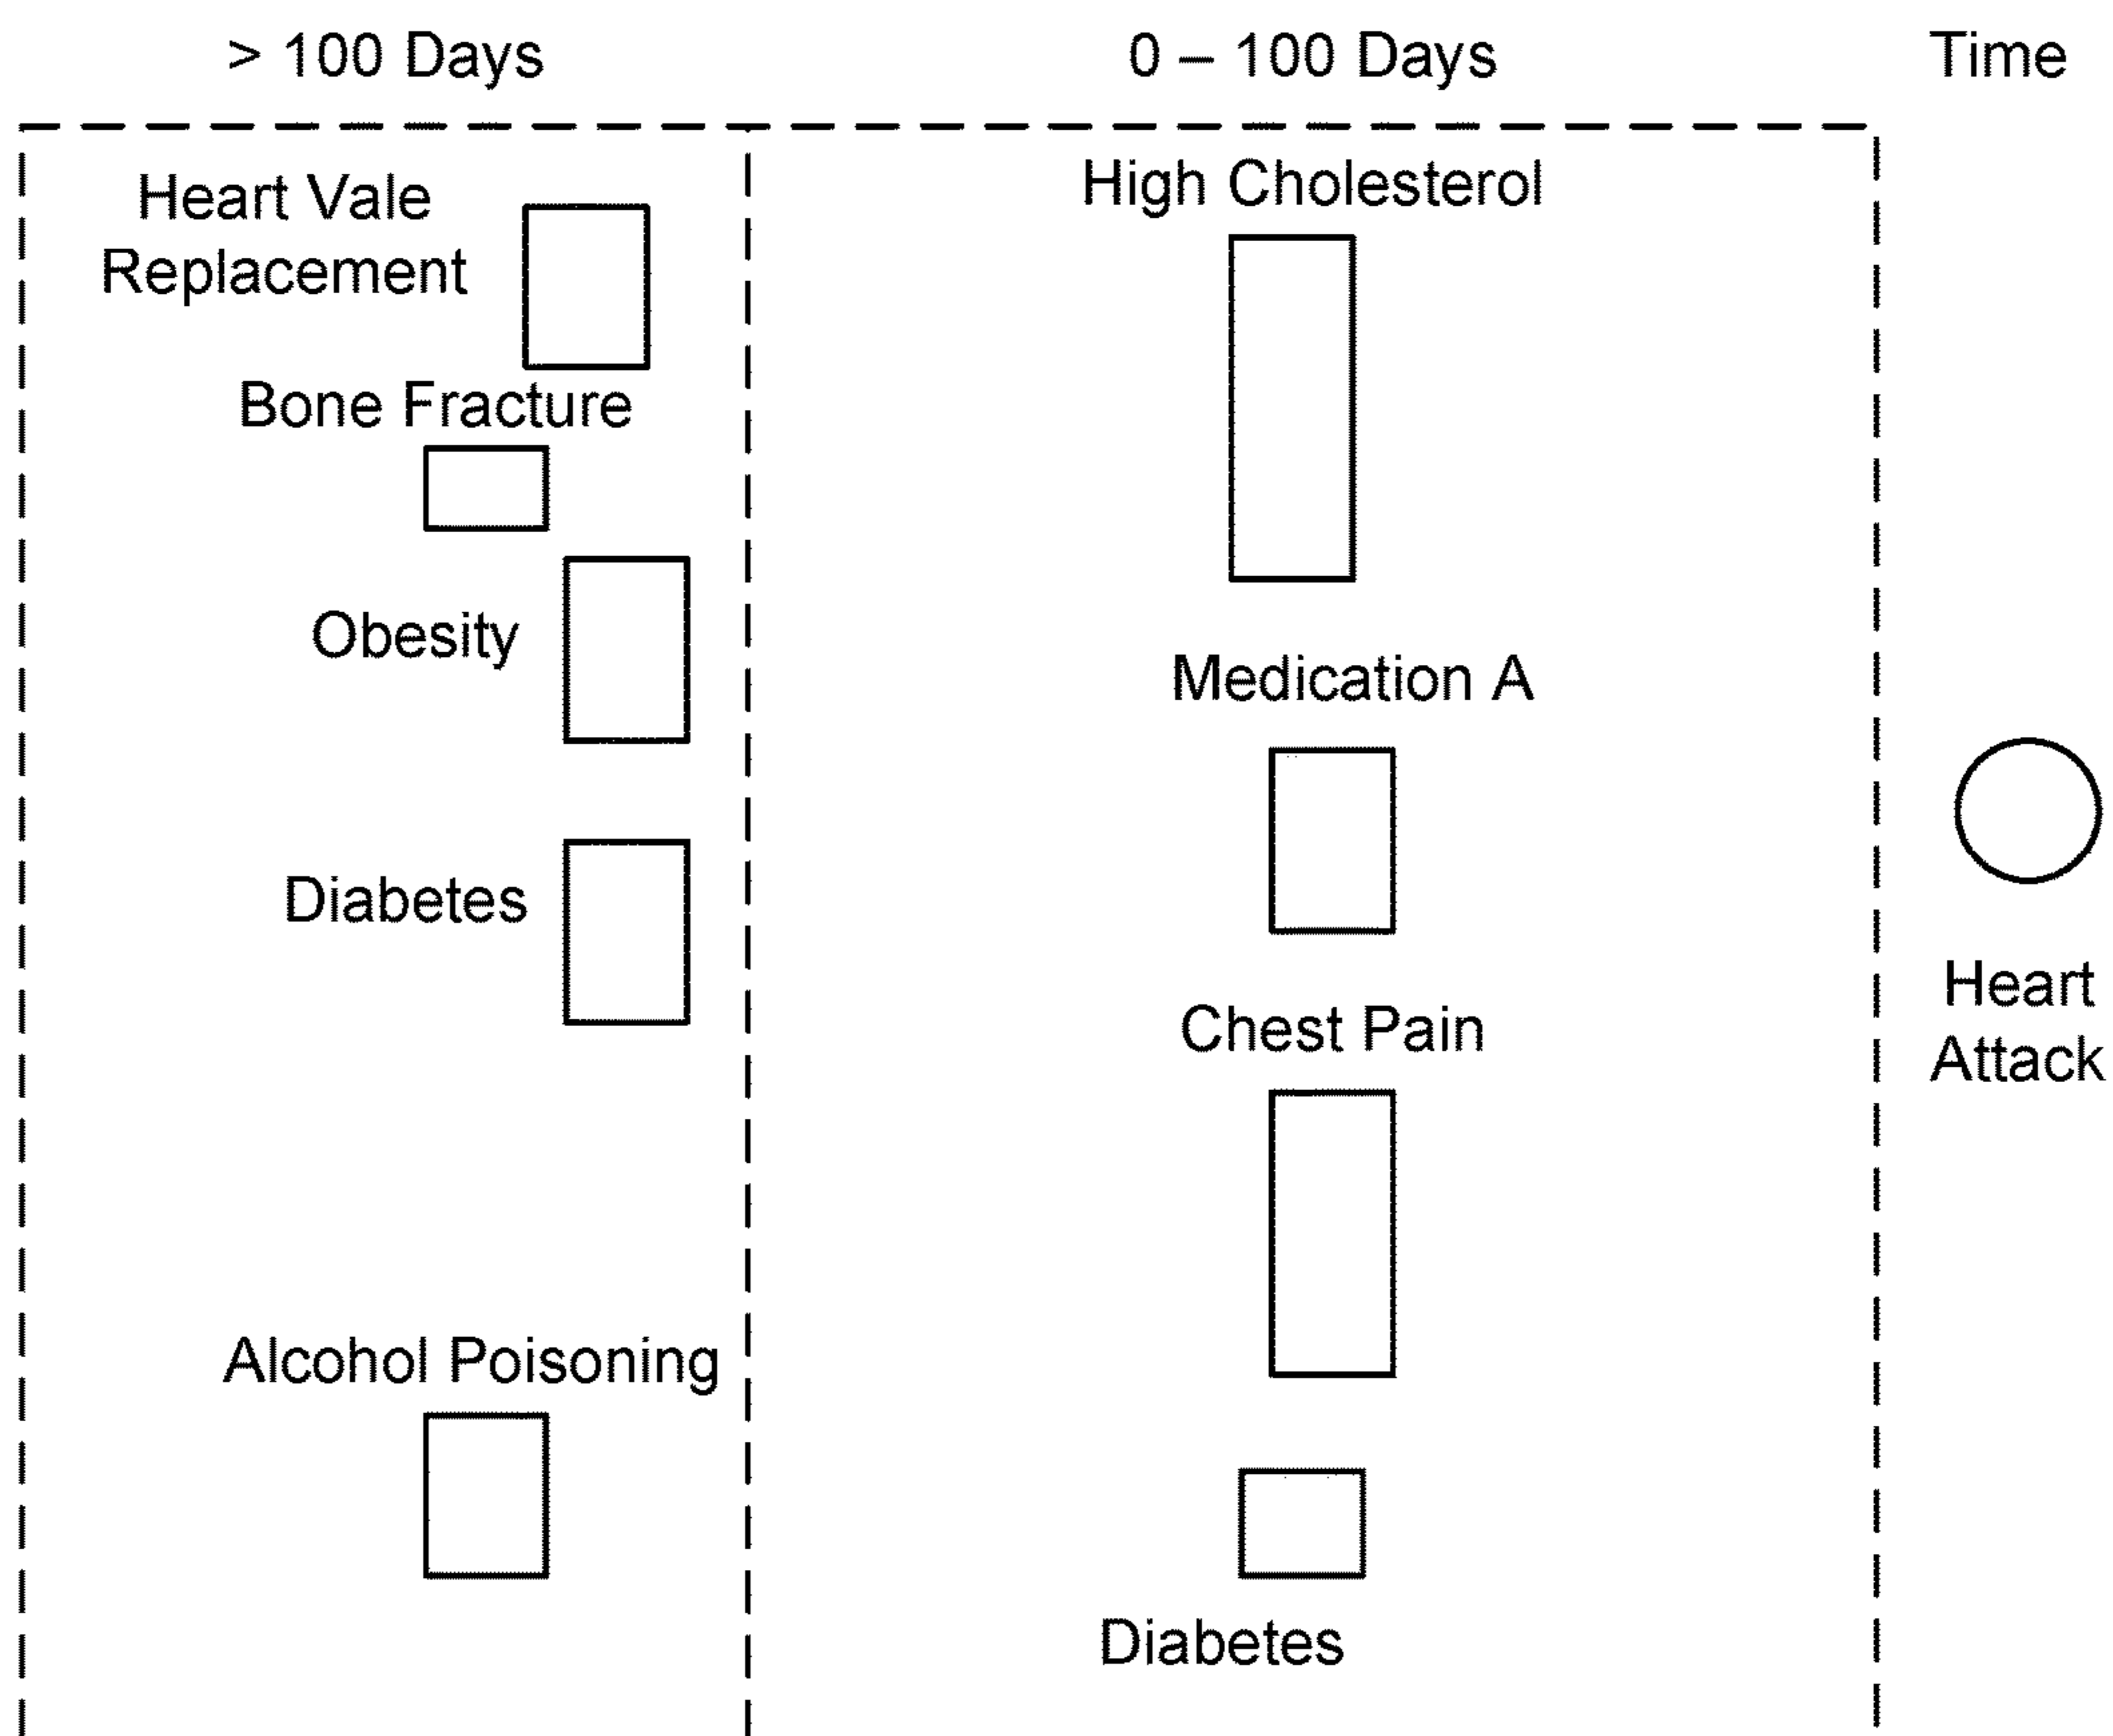 > 100 Days
0 – 100 Days
Time
Heart Vale
Replacement
Bone Fracture
Obesity
Diabetes
Alcohol Poisoning
High Cholesterol
Medication A
Chest Pain
Diabetes
Heart
Attack